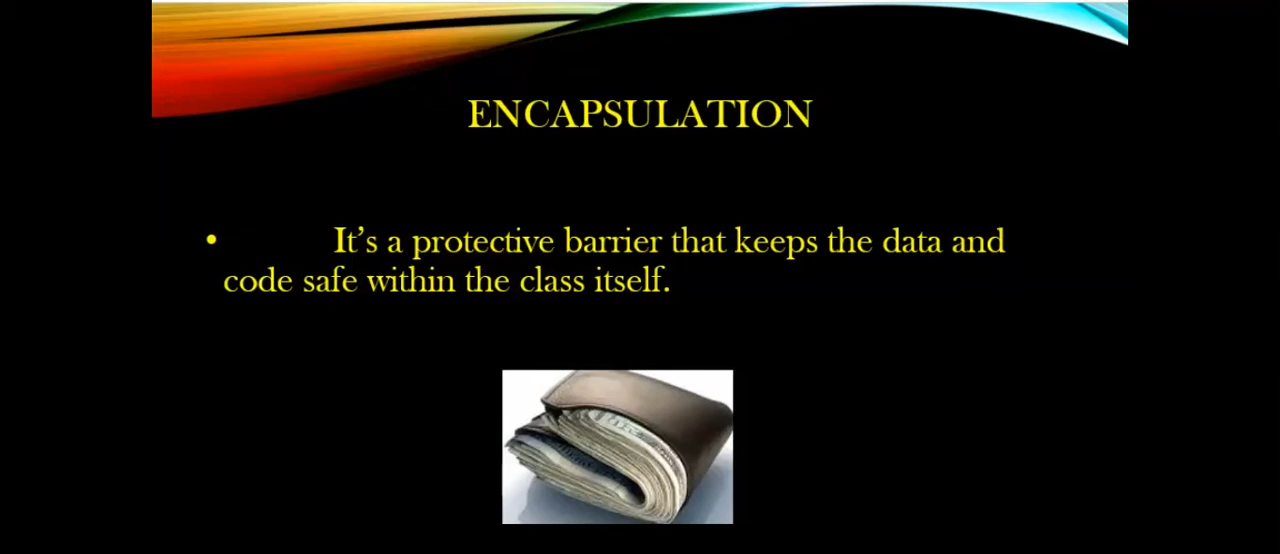 ENCAPSULATION
• It’s a protective barrier that keeps the data and
code safe within the class itself.